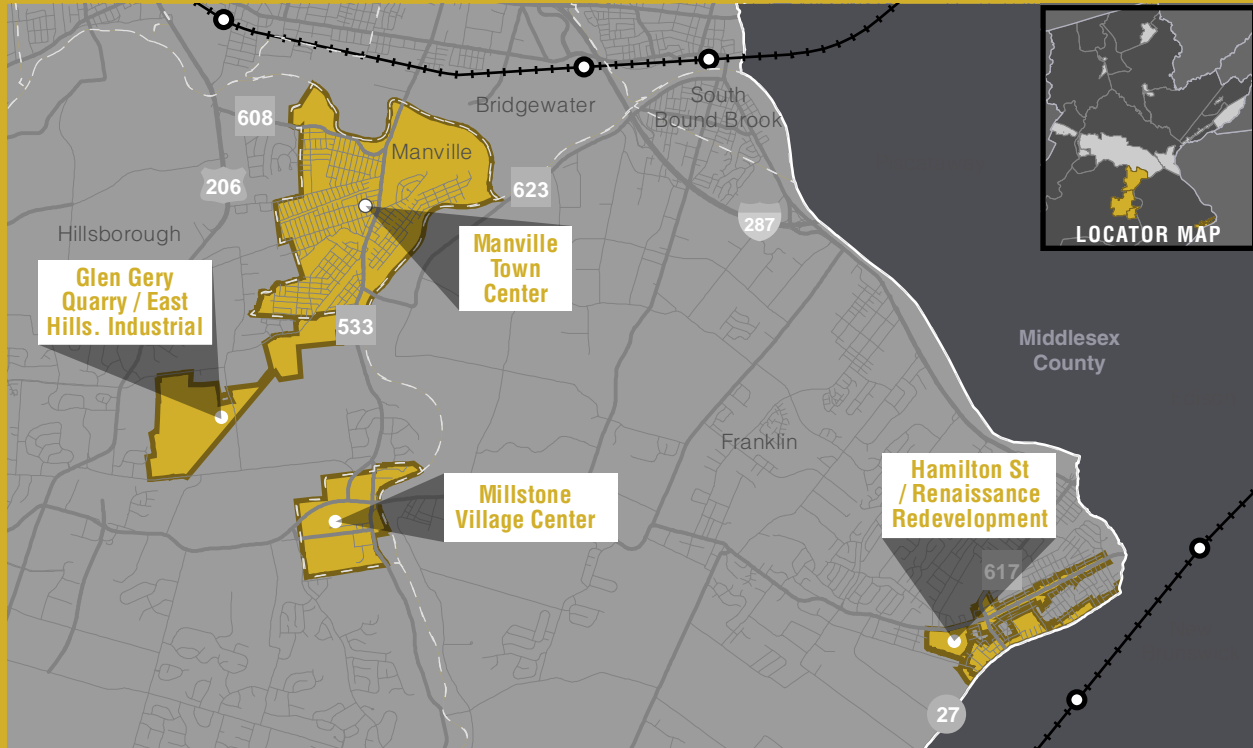 608
Bridgewater
South
Bound Brook
Manville
206
623
287
LOCATOR MAP
Hillsborough
Manville
Town
Center
Glen Gery
Quarry / East
Hills. Industrial
533
Middlesex
County
Franklin
Hamilton St
/ Renaissance
Redevelopment
Millstone
Village Center
617
27